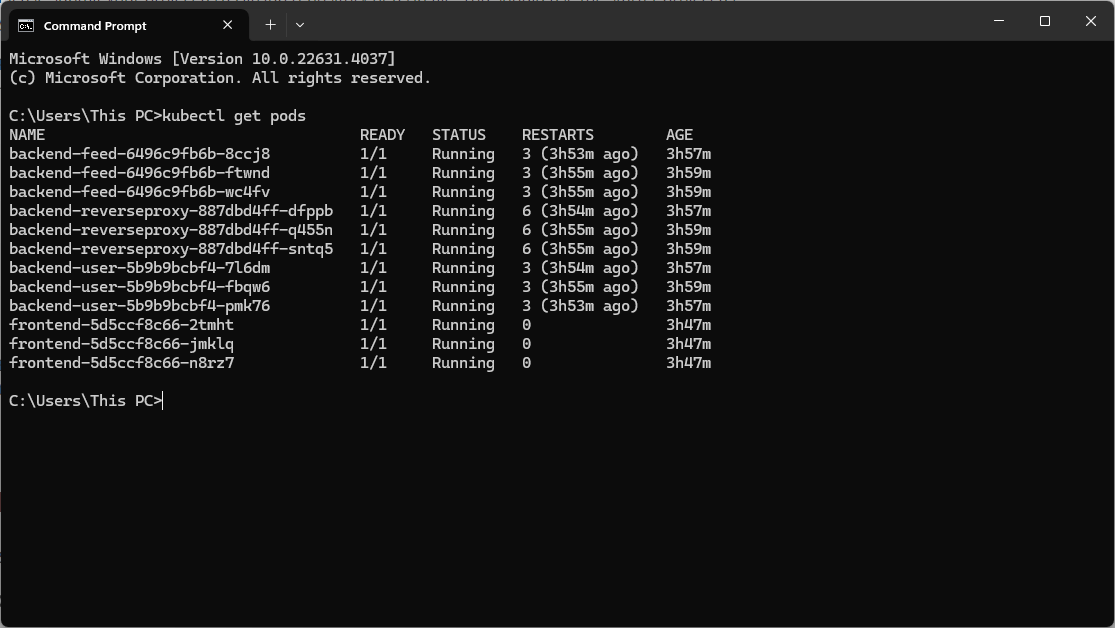 Command Prompt
Microsoft Windows [Version 10.0.22631.4037]
(c) Microsoft Corporation. All rights reserved.
C:\Users\This PC>kubectl get pods
NAME READY STATUS RESTARTS AGE
backend-feed-6496c9fb6b-8ccj8 1/1 Running 3 (3h53m ago) 3h57m
backend-feed-6496c9fb6b-ftwnd 1/1 Running 3 (3h55m ago) 3h59m
backend-feed-6496c9fb6b-wc4fv 1/1 Running 3 (3h55m ago) 3h59m
backend-reverseproxy-887dbd4ff-dfppb 1/1 Running 6 (3h54m ago) 3h57m
backend-reverseproxy-887dbd4ff-q455n 1/1 Running 6 (3h55m ago) 3h59m
backend-reverseproxy-887dbd4ff-sntq5 1/1 Running 6 (3h55m ago) 3h59m
backend-user-5b9b9bcbf4-7l6dm 1/1 Running 3 (3h54m ago) 3h57m
backend-user-5b9b9bcbf4-fbqw6 1/1 Running 3 (3h55m ago) 3h59m
backend-user-5b9b9bcbf4-pmk76 1/1 Running 3 (3h53m ago) 3h57m
frontend-5d5ccf8c66-2tmht 1/1 Running 0 3h47m
frontend-5d5ccf8c66-jmklq 1/1 Running 0 3h47m
frontend-5d5ccf8c66-n8rz7 1/1 Running 0 3h47m
C:\Users\This PC>